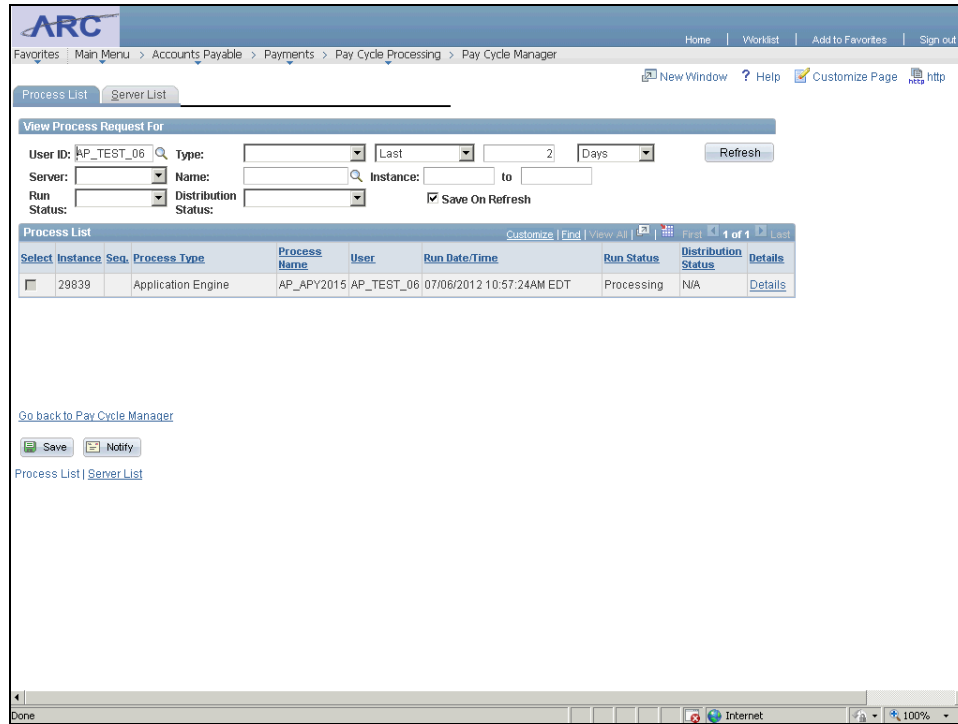 ARC
Home | Worklist | Add to Favorites | Sign out
Favorites Main Menu > Accounts Payable > Payments > Pay Cycle Processing > Pay Cycle Manager
New Window ? Help Customize Page http
Process List Server List
View Process Request For
User ID: AP_TEST_06 Type: Last 2 Days Refresh
Server: Name: Instance: to
Run Status: Distribution Status: Save On Refresh
Process List Customize | Find | View All | First 1 of 1 Last
Select Instance Seq. Process Type Process Name User Run Date/Time Run Status Distribution Status Details
29839 Application Engine AP_APY2015 AP_TEST_06 07/06/2012 10:57:24AM EDT Processing N/A Details
Go back to Pay Cycle Manager
Save Notify
Process List | Server List
Done Internet 100%